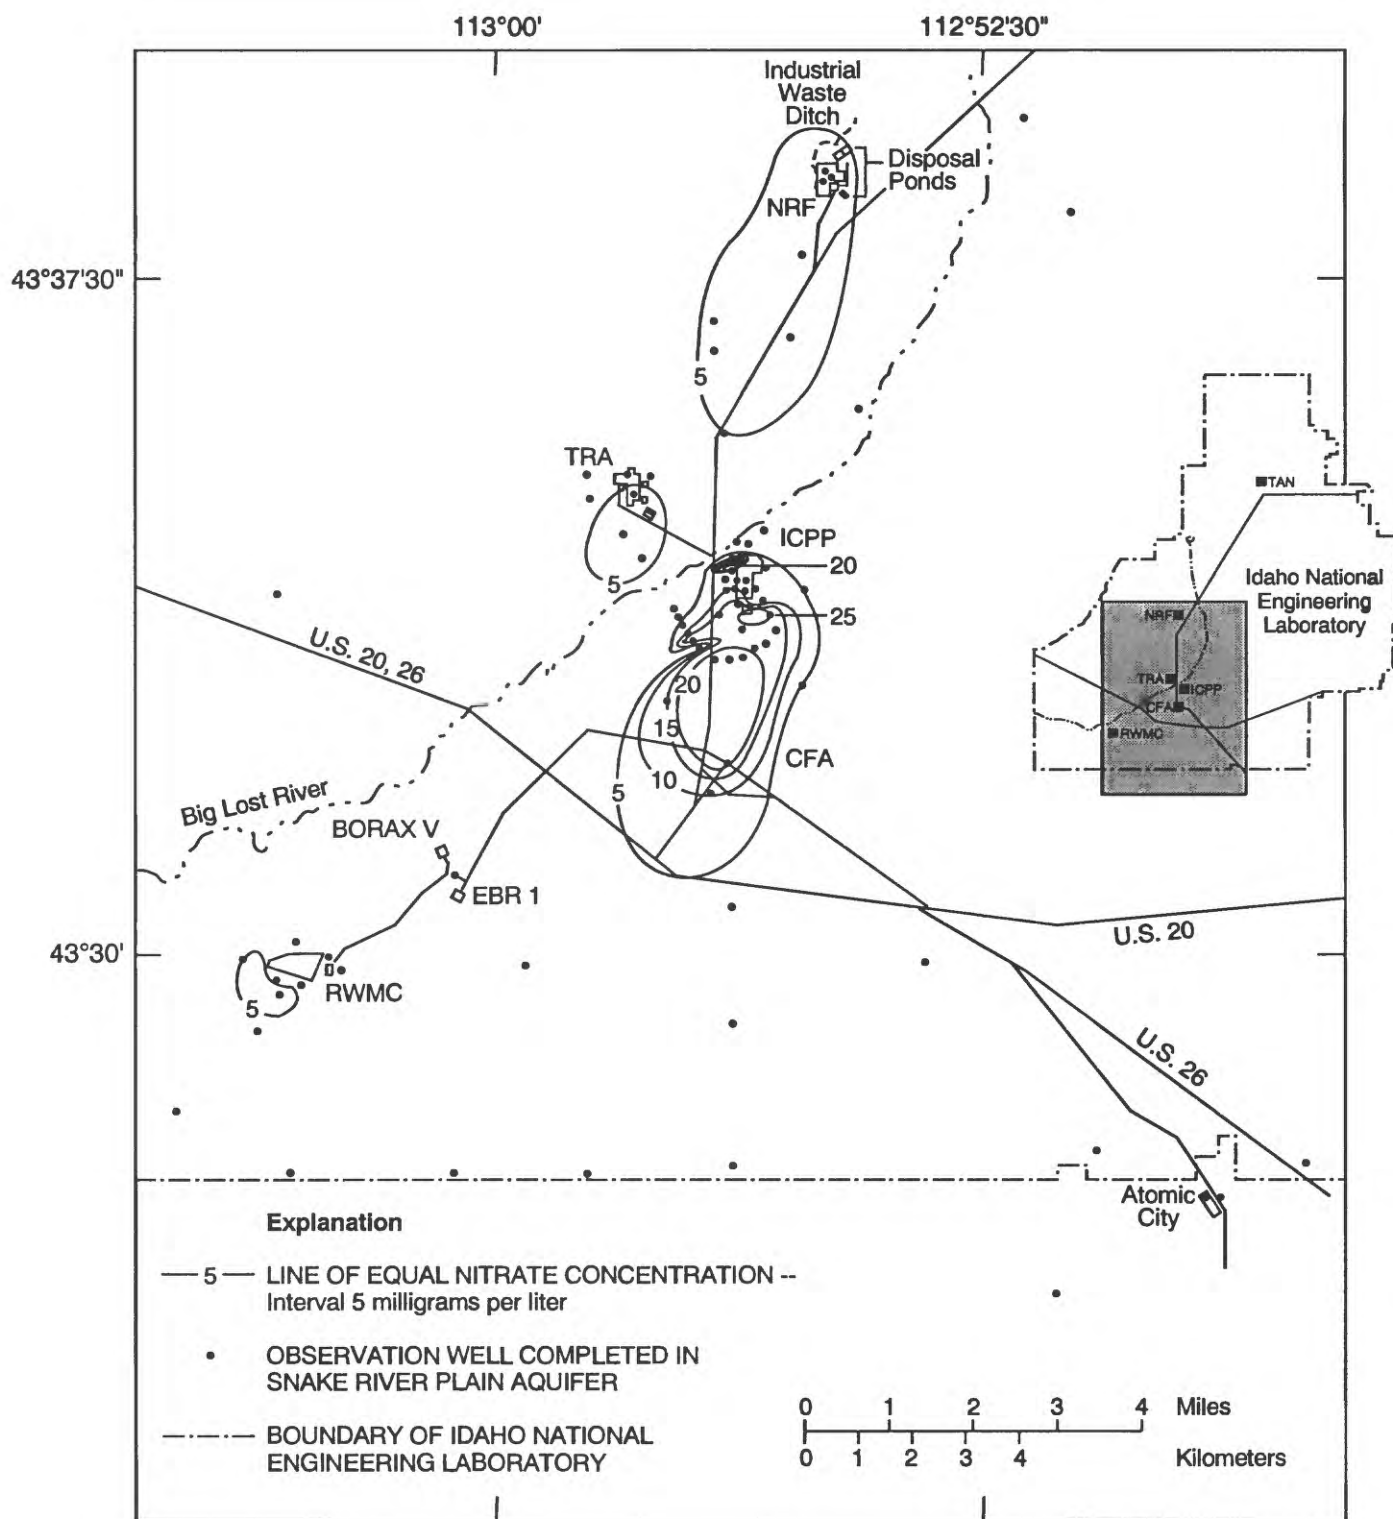 113°00'
112°52'30"
Industrial
Waste
Ditch
Disposal
Ponds
NRF
43°37'30"
5
TRA
5
ICPP
20
25
U.S. 20, 26
20
15
10
5
CFA
Big Lost River
BORAX V
EBR 1
43°30'
RWMC
5
U.S. 20
U.S. 26
Atomic
City
TAN
Idaho National
Engineering
Laboratory
NRF
TRA
ICPP
CFA
RWMC
Explanation
5 LINE OF EQUAL NITRATE CONCENTRATION --
Interval 5 milligrams per liter
OBSERVATION WELL COMPLETED IN
SNAKE RIVER PLAIN AQUIFER
BOUNDARY OF IDAHO NATIONAL
ENGINEERING LABORATORY
0 1 2 3 4 Miles
0 1 2 3 4 Kilometers